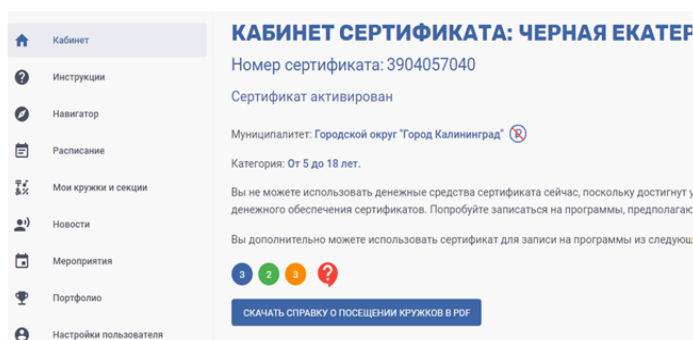 Кабинет
Инструкции
Навигатор
Расписание
Мои кружки и секции
Новости
Мероприятия
Портфолио
Настройки пользователя
КАБИНЕТ СЕРТИФИКАТА: ЧЕРНАЯ ЕКАТЕР
Номер сертификата: 3904057040
Сертификат активирован
Муниципалитет: Городской округ "Город Калининград"
Категория: От 5 до 18 лет.
Вы не можете использовать денежные средства сертификата сейчас, поскольку достигнут у
денежного обеспечения сертификатов. Попробуйте записаться на программы, предполагаю
Вы дополнительно можете использовать сертификат для записи на программы из следующ
3 2 3 ?
СКАЧАТЬ СПРАВКУ О ПОСЕЩЕНИИ КРУЖКОВ В PDF